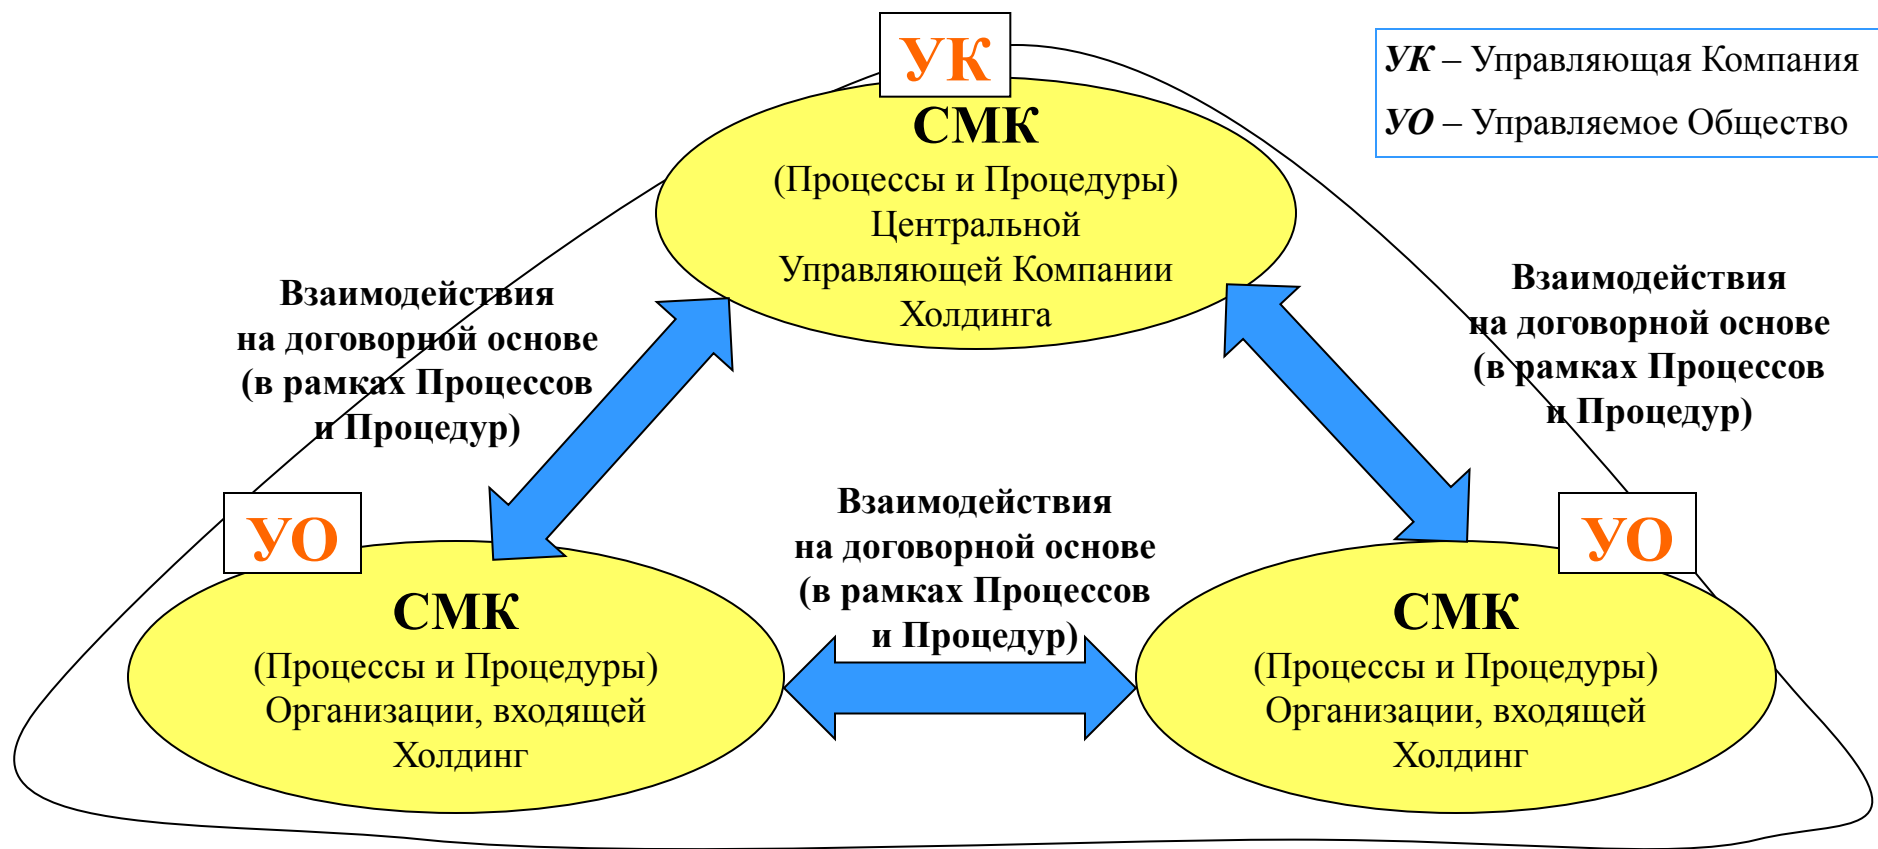 УК
УК – Управляющая Компания
УО – Управляемое Общество
СМК
(Процессы и Процедуры)
Центральной
Управляющей Компании
Холдинга
Взаимодействия
на договорной основе
(в рамках Процессов
и Процедур)
Взаимодействия
на договорной основе
(в рамках Процессов
и Процедур)
Взаимодействия
на договорной основе
(в рамках Процессов
и Процедур)
УО
СМК
(Процессы и Процедуры)
Организации, входящей
Холдинг
УО
СМК
(Процессы и Процедуры)
Организации, входящей
Холдинг